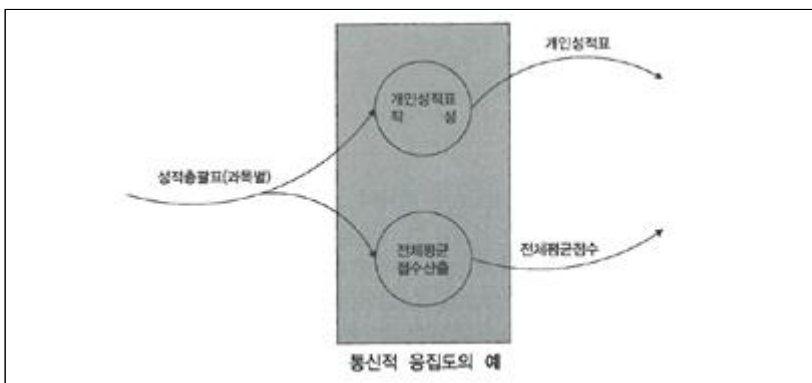 개인성적표
개인성적표
작 성
성적총괄표(과목별)
전체평균
점수산출
전체평균점수
통신적 응집도의 예